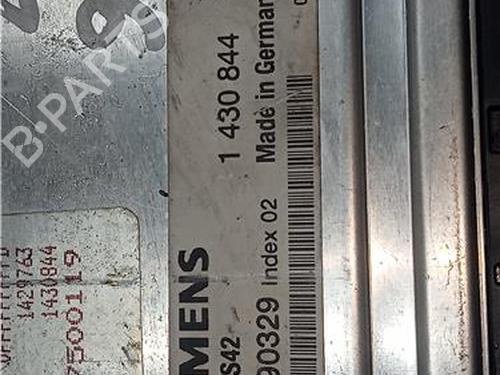 1 430 844
MENS
S42
90329 Index 02 Made in German
1429763
1430844
7500119
B-PARTS